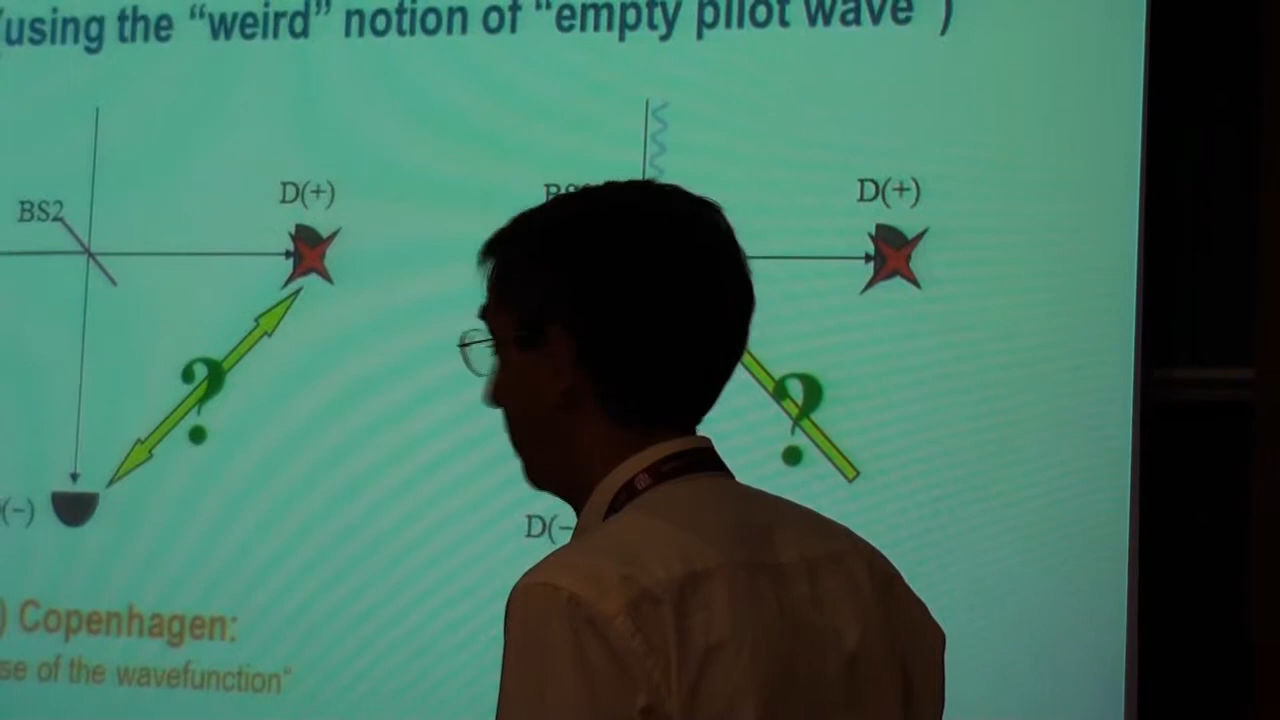 (using the “weird” notion of “empty pilot wave” )
D(+)
D(+)
BS2
?
?
(−)
D(−
) Copenhagen:
se of the wavefunction"